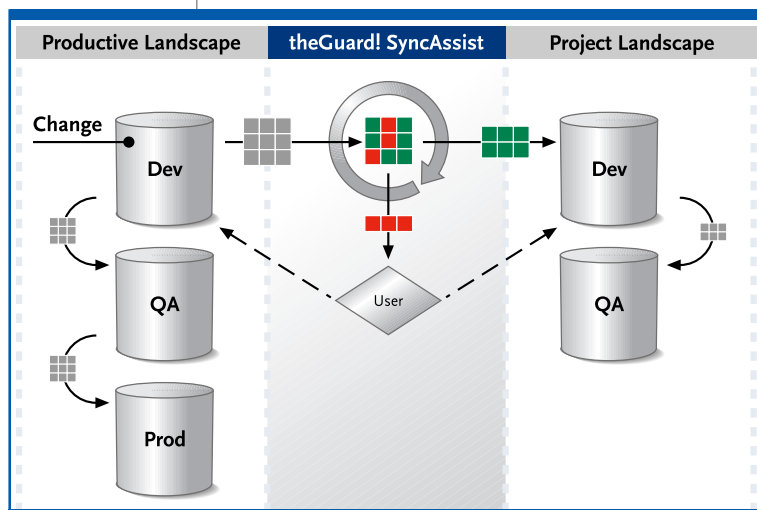 Productive Landscape
theGuard! SyncAssist
Project Landscape
Change
Dev
Dev
User
QA
QA
Prod